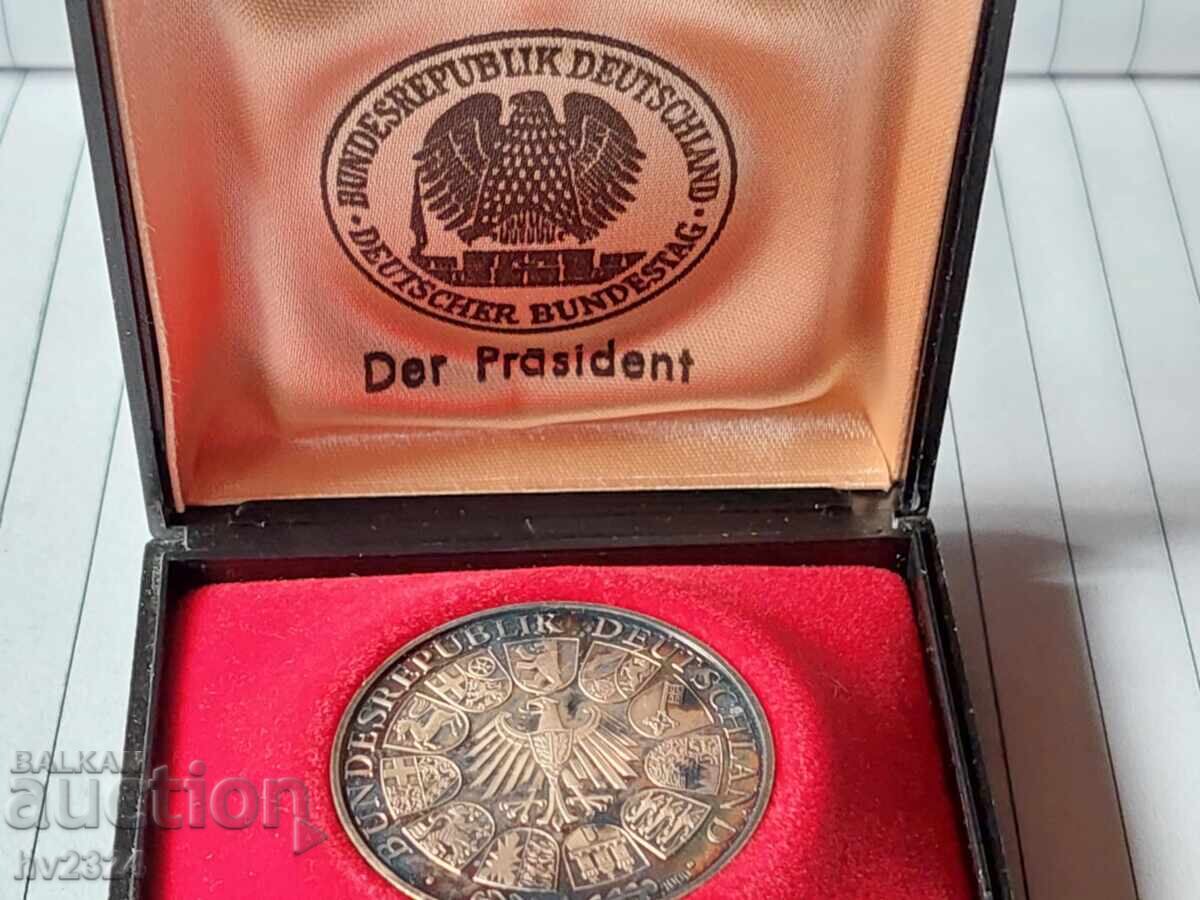 BUNDESREPUBLIK DEUTSCHLAND
· DEUTSCHER BUNDESTAG ·
Der Präsident
BUNDESREPUBLIK DEUTSCHLAND
BALKAN
auction
hv2324